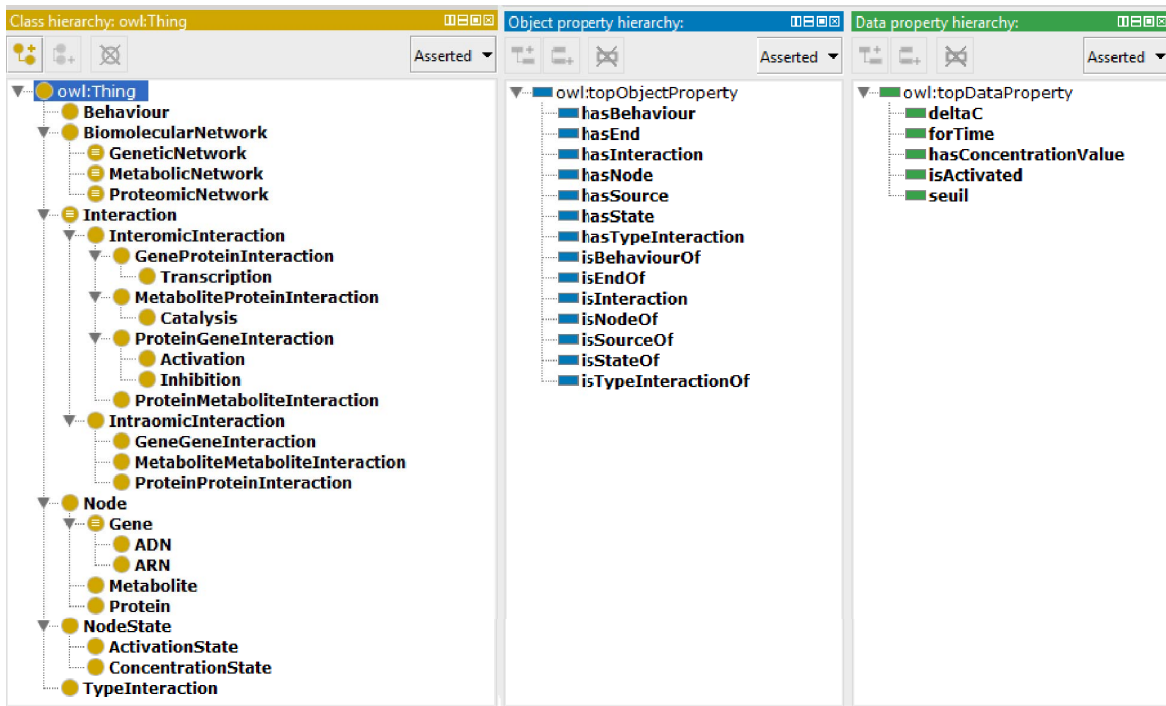 Class hierarchy: owl:Thing
Asserted
owl:Thing
Behaviour
BiomolecularNetwork
GeneticNetwork
MetabolicNetwork
ProteomicNetwork
Interaction
InteromicInteraction
GeneProteinInteraction
Transcription
MetaboliteProteinInteraction
Catalysis
ProteinGeneInteraction
Activation
Inhibition
ProteinMetaboliteInteraction
IntraomicInteraction
GeneGeneInteraction
MetaboliteMetaboliteInteraction
ProteinProteinInteraction
Node
Gene
ADN
ARN
Metabolite
Protein
NodeState
ActivationState
ConcentrationState
TypeInteraction
Object property hierarchy:
Asserted
owl:topObjectProperty
hasBehaviour
hasEnd
hasInteraction
hasNode
hasSource
hasState
hasTypeInteraction
isBehaviourOf
isEndOf
isInteraction
isNodeOf
isSourceOf
isStateOf
isTypeInteractionOf
Data property hierarchy:
Asserted
owl:topDataProperty
deltaC
forTime
hasConcentrationValue
isActivated
seuil